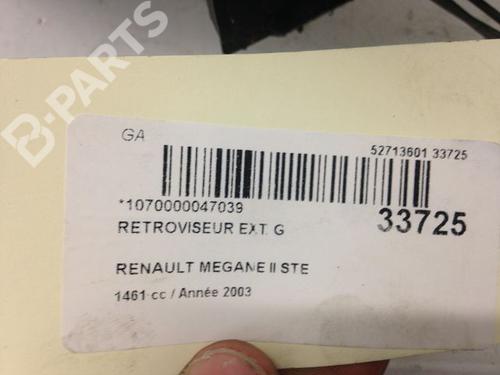 B-PARTS
GA
52713601 33725
*1070000047039
33725
RETROVISEUR EXT. G
RENAULT MEGANE II STE
1461 cc / Année 2003